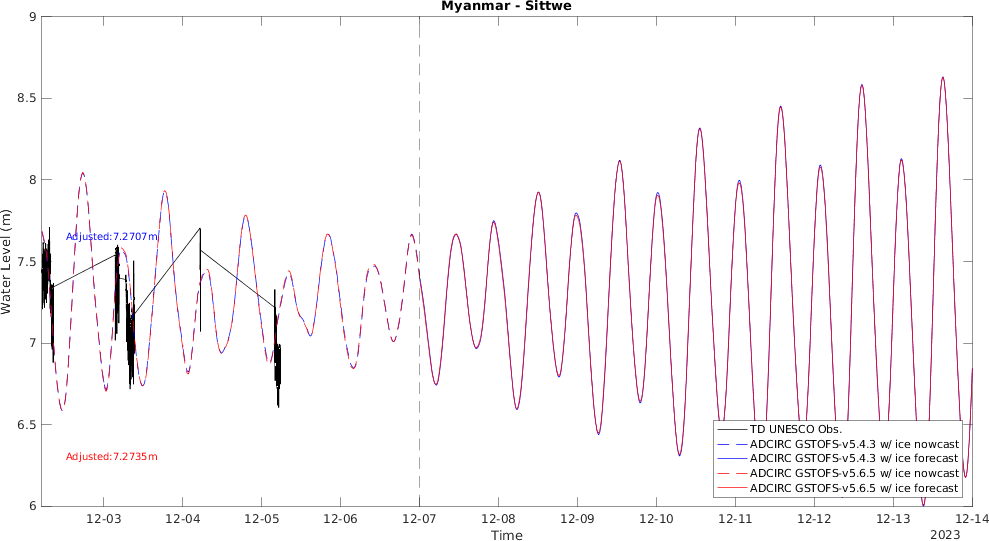 Myanmar - Sittwe
9
8.5
8
7.5
7
6.5
6
Water Level (m)
Adjusted:7.2707m
Adjusted:7.2735m
TD UNESCO Obs.
ADCIRC GSTOFS-v5.4.3 w/ ice nowcast
ADCIRC GSTOFS-v5.4.3 w/ ice forecast
ADCIRC GSTOFS-v5.6.5 w/ ice nowcast
ADCIRC GSTOFS-v5.6.5 w/ ice forecast
12-03 12-04 12-05 12-06 12-07 12-08 12-09 12-10 12-11 12-12 12-13 12-14
Time
2023